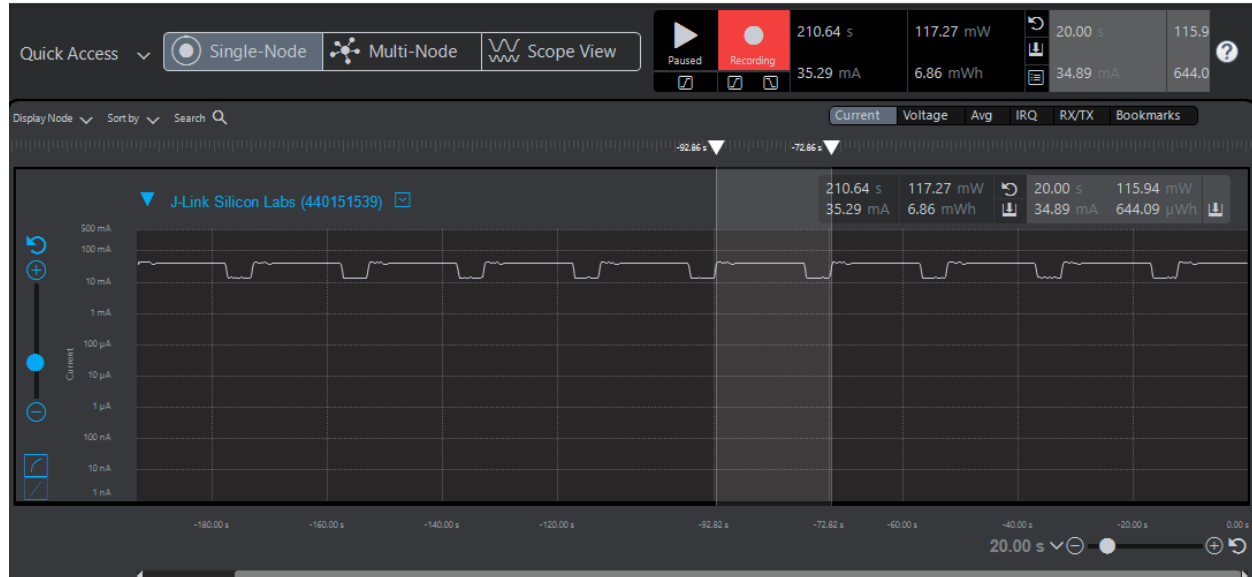 Quick Access
Single-Node
Multi-Node
Scope View
Paused
Recording
210.64 s
117.27 mW
35.29 mA
6.86 mWh
20.00 s
115.9
34.89 mA
644.0
?
Display Node
Sort by
Search
Current
Voltage
Avg
IRQ
RX/TX
Bookmarks
-92.86 s
-72.86 s
J-Link Silicon Labs (440151539)
210.64 s 117.27 mW 20.00 s 115.94 mW
35.29 mA 6.86 mWh 34.89 mA 644.09 µWh
500 mA
100 mA
10 mA
1 mA
100 µA
10 µA
1 µA
100 nA
10 nA
1 nA
Current
-180.00 s
-160.00 s
-140.00 s
-120.00 s
-92.82 s
-72.82 s
-60.00 s
-40.00 s
-20.00 s
0.00 s
20.00 s